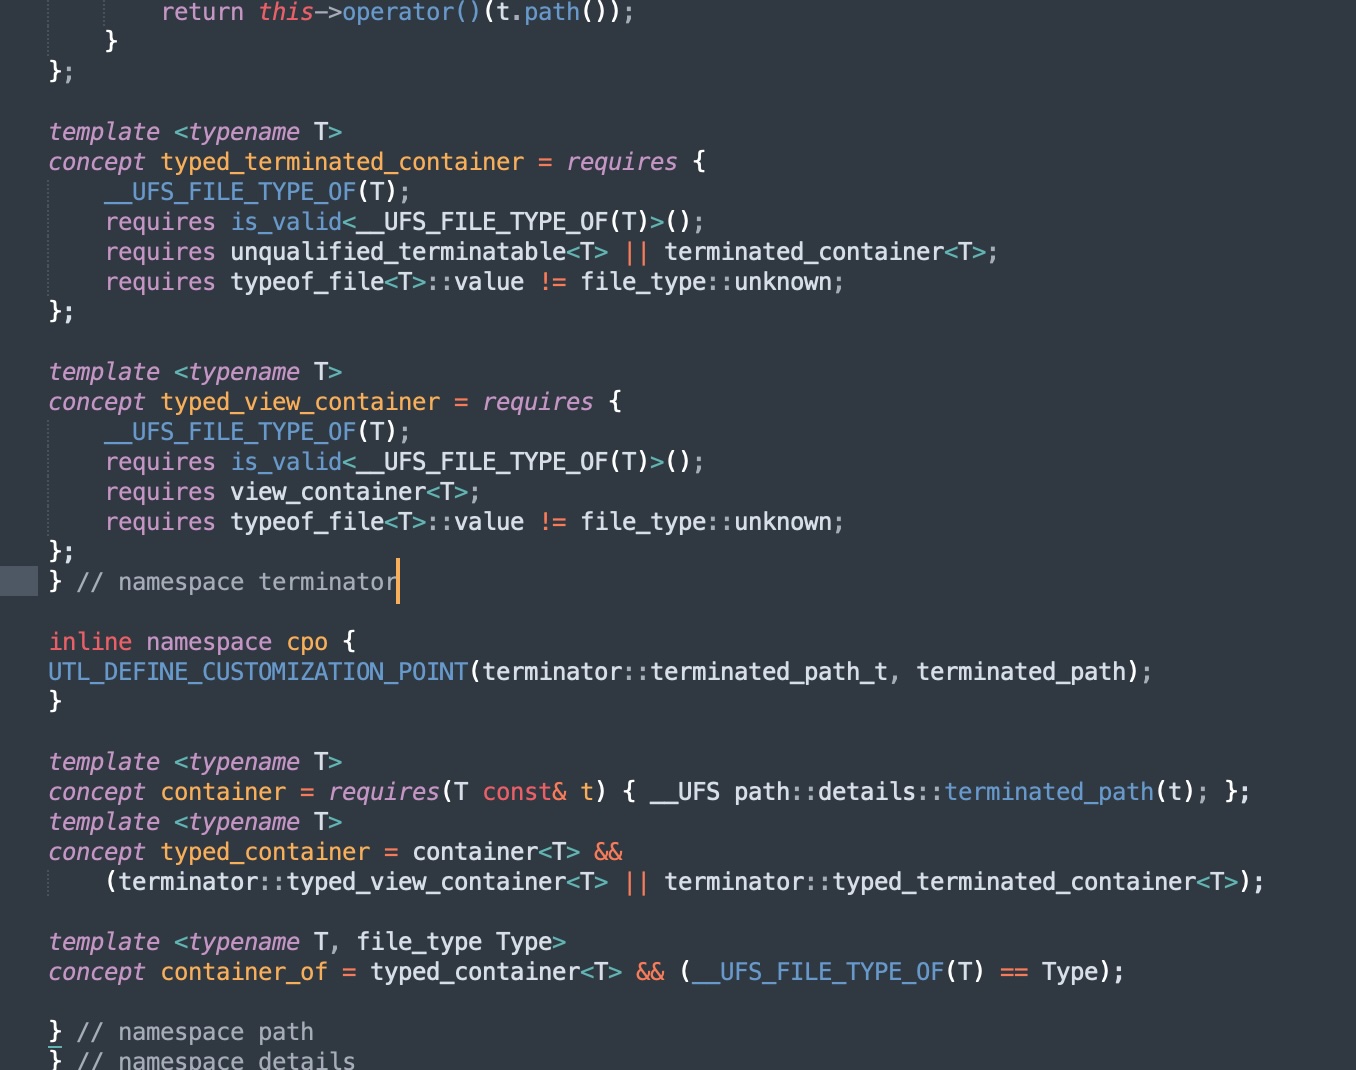 return this->operator()(t.path());
}
};
template <typename T>
concept typed_terminated_container = requires {
__UFS_FILE_TYPE_OF(T);
requires is_valid<__UFS_FILE_TYPE_OF(T)>();
requires unqualified_terminatable<T> || terminated_container<T>;
requires typeof_file<T>::value != file_type::unknown;
};
template <typename T>
concept typed_view_container = requires {
__UFS_FILE_TYPE_OF(T);
requires is_valid<__UFS_FILE_TYPE_OF(T)>();
requires view_container<T>;
requires typeof_file<T>::value != file_type::unknown;
};
} // namespace terminator
inline namespace cpo {
UTL_DEFINE_CUSTOMIZATION_POINT(terminator::terminated_path_t, terminated_path);
}
template <typename T>
concept container = requires(T const& t) { __UFS path::details::terminated_path(t); };
template <typename T>
concept typed_container = container<T> &&
(terminator::typed_view_container<T> || terminator::typed_terminated_container<T>);
template <typename T, file_type Type>
concept container_of = typed_container<T> && (__UFS_FILE_TYPE_OF(T) == Type);
} // namespace path
} // namespace details